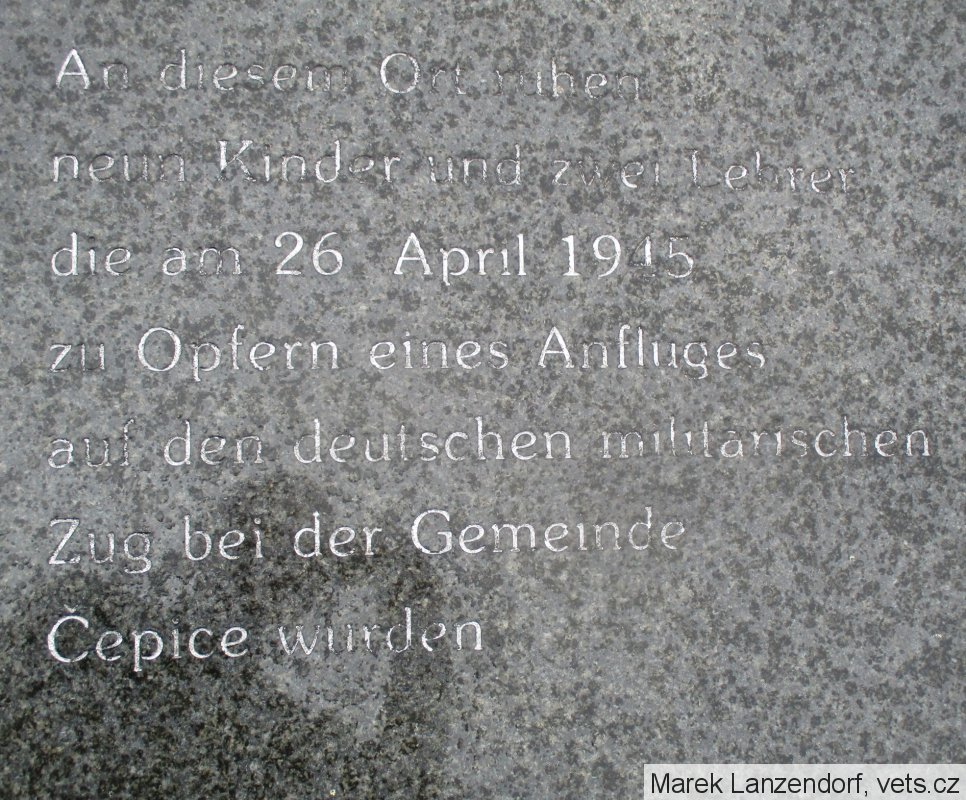 An diesem Ort ruhen
neun Kinder und zwei Lehrer
die am 26 April 1945
zu Opfern eines Anfluges
auf den deutschen militärischen
Zug bei der Gemeinde
Čepice wurden
Marek Lanzendorf, vets.cz